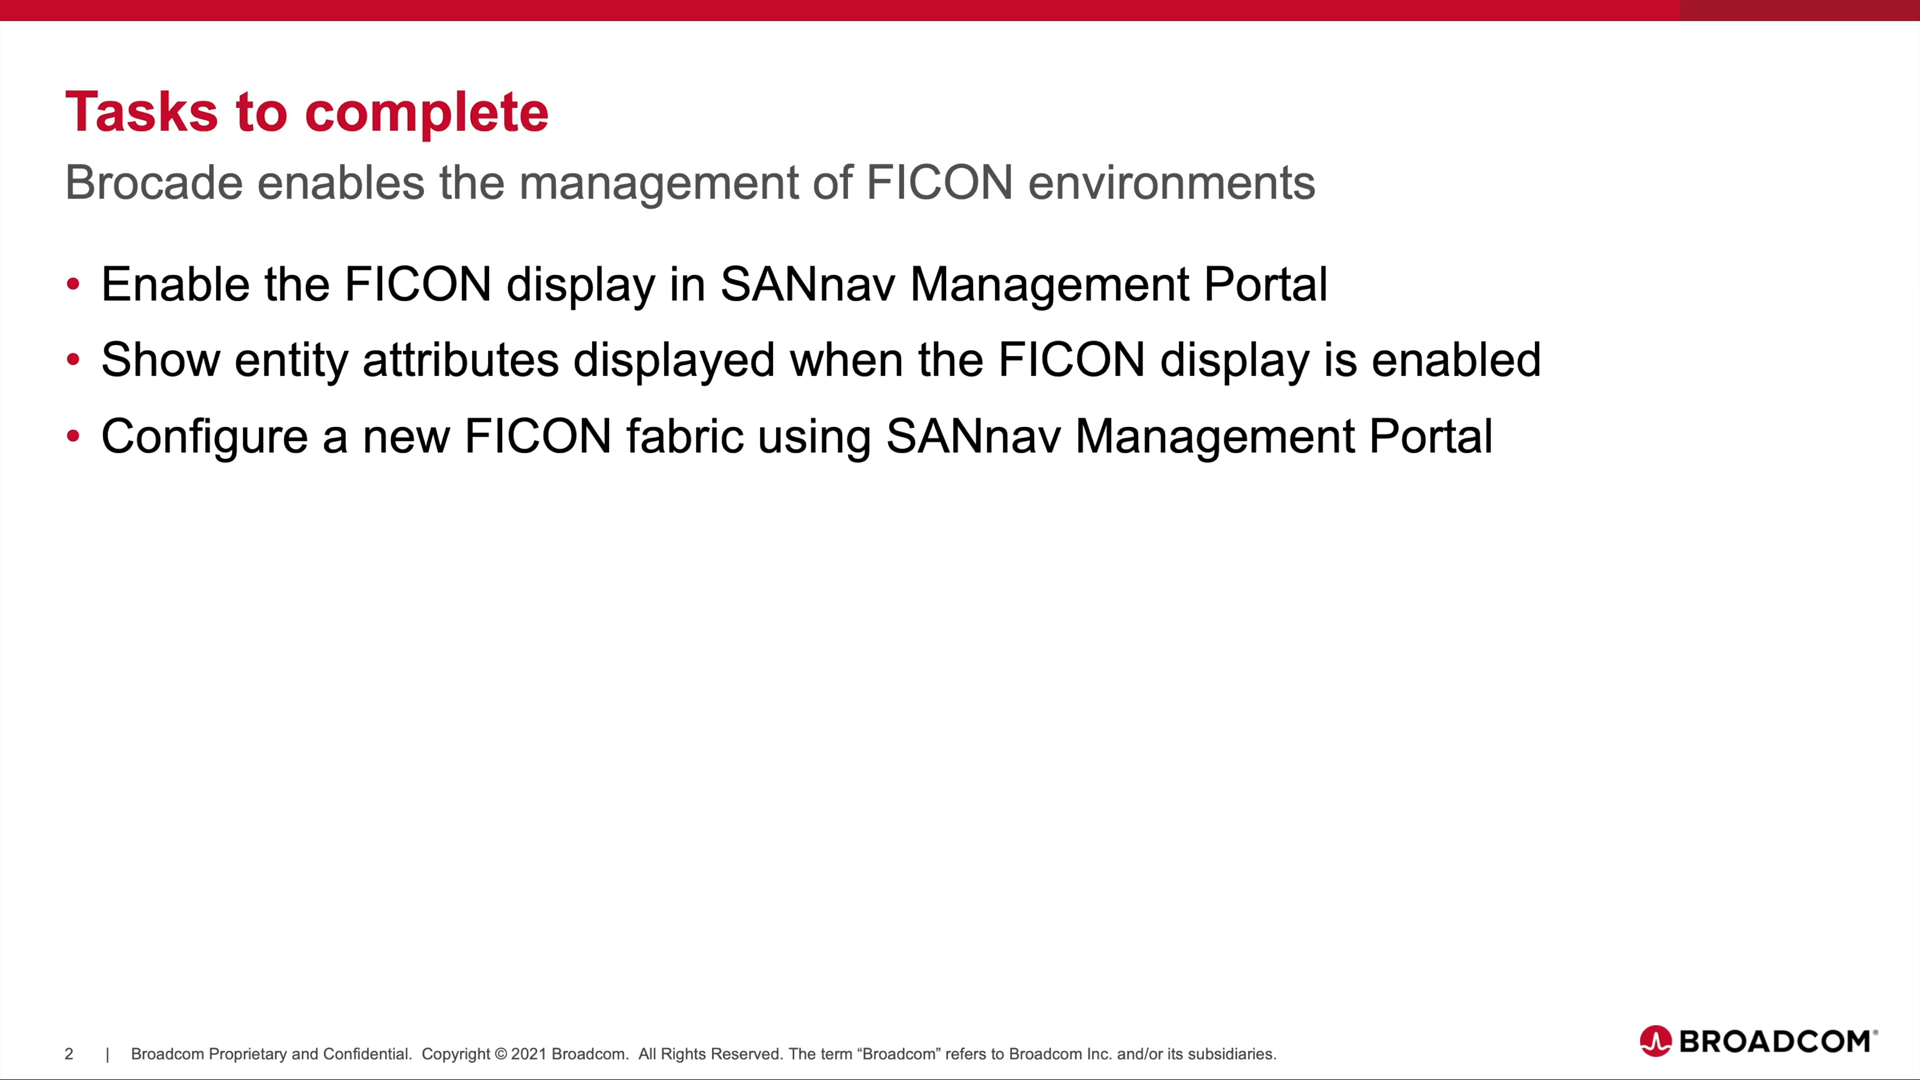 Tasks to complete
Brocade enables the management of FICON environments
• Enable the FICON display in SANnav Management Portal
• Show entity attributes displayed when the FICON display is enabled
• Configure a new FICON fabric using SANnav Management Portal
2 | Broadcom Proprietary and Confidential. Copyright © 2021 Broadcom. All Rights Reserved. The term “Broadcom” refers to Broadcom Inc. and/or its subsidiaries.
BROADCOM®